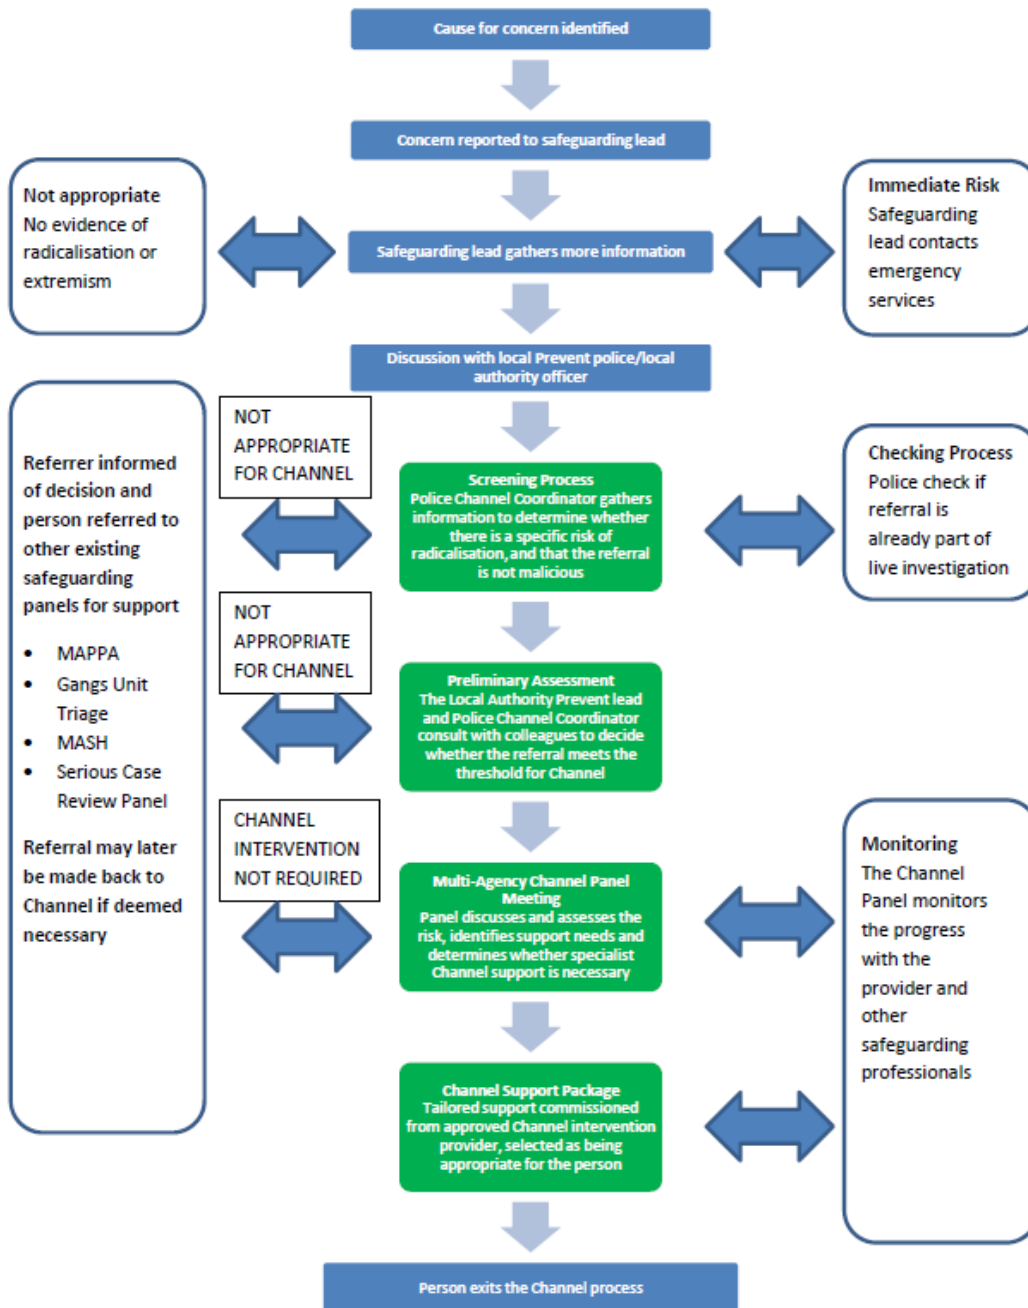 Cause for concern identified
Concern reported to safeguarding lead
Not appropriate
No evidence of
radicalisation or
extremism
Safeguarding lead gathers more information
Immediate Risk
Safeguarding
lead contacts
emergency
services
Discussion with local Prevent police/local
authority officer
Referrer informed
of decision and
person referred to
other existing
safeguarding
panels for support
• MAPPA
• Gangs Unit
Triage
• MASH
• Serious Case
Review Panel
Referral may later
be made back to
Channel if deemed
necessary
NOT
APPROPRIATE
FOR CHANNEL
Screening Process
Police Channel Coordinator gathers
information to determine whether
there is a specific risk of
radicalisation, and that the referral
is not malicious
Checking Process
Police check if
referral is
already part of
live investigation
NOT
APPROPRIATE
FOR CHANNEL
Preliminary Assessment
The Local Authority Prevent lead
and Police Channel Coordinator
consult with colleagues to decide
whether the referral meets the
threshold for Channel
CHANNEL
INTERVENTION
NOT REQUIRED
Multi-Agency Channel Panel
Meeting
Panel discusses and assesses the
risk, identifies support needs and
determines whether specialist
Channel support is necessary
Monitoring
The Channel
Panel monitors
the progress
with the
provider and
other
safeguarding
professionals
Channel Support Package
Tailored support commissioned
from approved Channel intervention
provider, selected as being
appropriate for the person
Person exits the Channel process